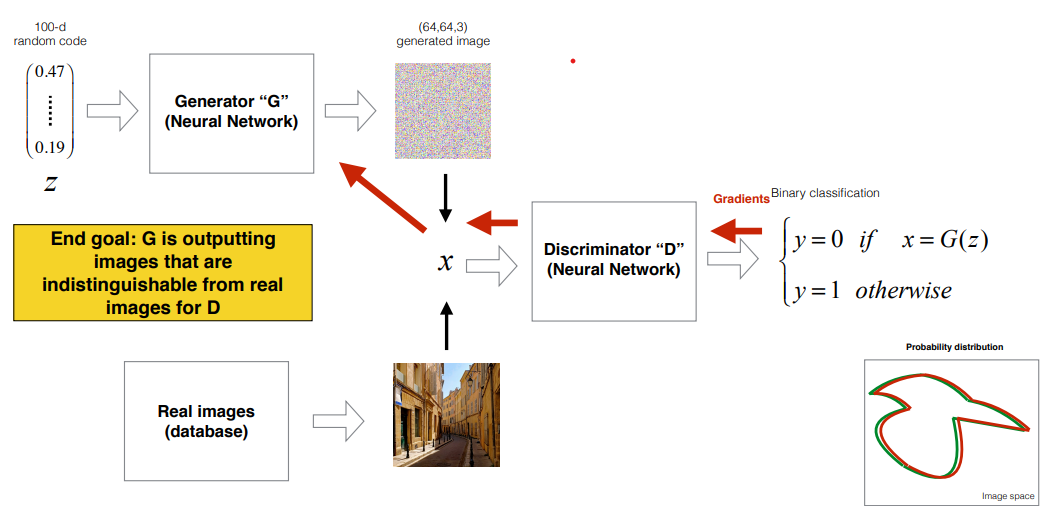 100-d
random code
(64,64,3)
generated image
0.47
0.19
z
Generator “G”
(Neural Network)
Gradients
Binary classification
End goal: G is outputting
images that are
indistinguishable from real
images for D
x
Discriminator “D”
(Neural Network)
y = 0 if x = G(z)
y = 1 otherwise
Real images
(database)
Probability distribution
Image space